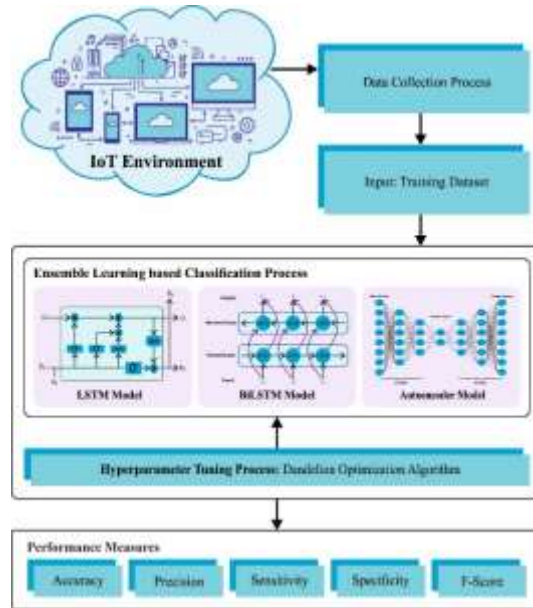 IoT Environment
Data Collection Process
Input: Training Dataset
Ensemble Learning based Classification Process
LSTM Model
BiLSTM Model
Autoencoder Model
Hyperparameter Tuning Process: Dandelion Optimization Algorithm
Performance Measures
Accuracy
Precision
Sensitivity
Specificity
F-Score